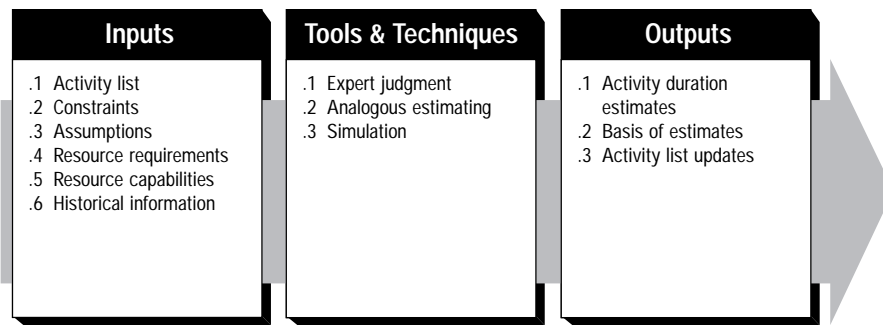 Inputs
.1 Activity list
.2 Constraints
.3 Assumptions
.4 Resource requirements
.5 Resource capabilities
.6 Historical information
Tools & Techniques
.1 Expert judgment
.2 Analogous estimating
.3 Simulation
Outputs
.1 Activity duration
estimates
.2 Basis of estimates
.3 Activity list updates